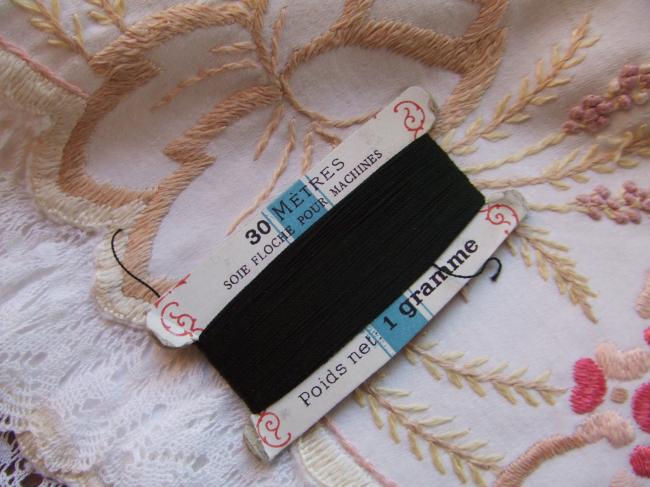 30 MÈTRES
SOIE FLOCHE POUR MACHINES
Poids net 1 gramme